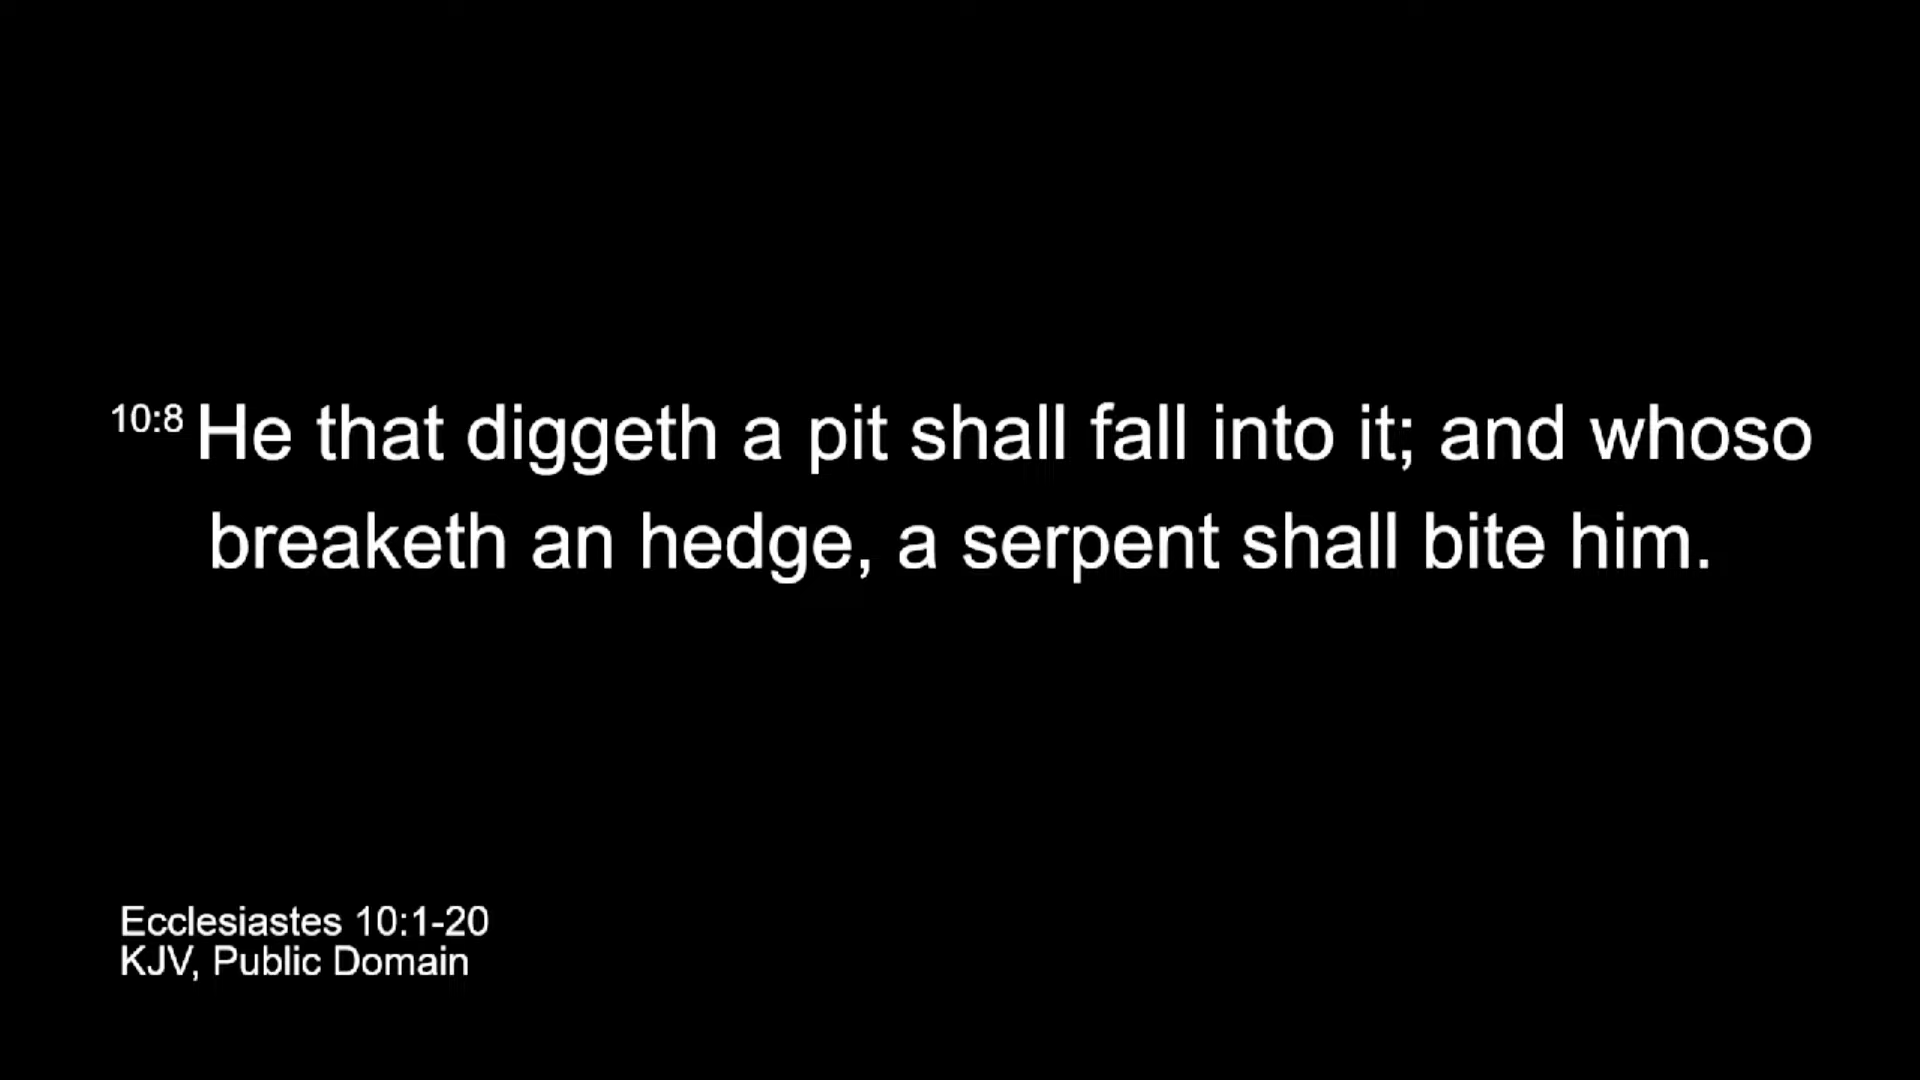 10:8 He that diggeth a pit shall fall into it; and whoso
breaketh an hedge, a serpent shall bite him.
Ecclesiastes 10:1-20
KJV, Public Domain